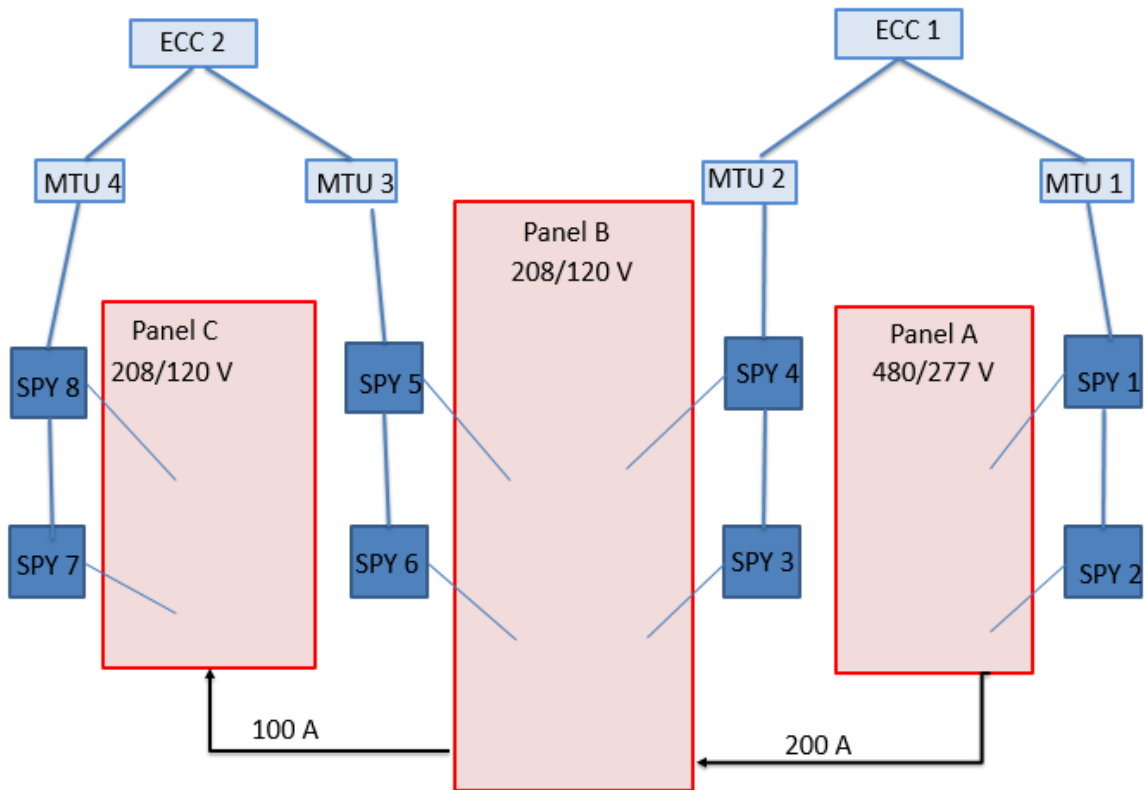 ECC 2
ECC 1
MTU 4
MTU 3
MTU 2
MTU 1
Panel B
208/120 V
Panel C
208/120 V
Panel A
480/277 V
SPY 8
SPY 5
SPY 4
SPY 1
SPY 7
SPY 6
SPY 3
SPY 2
100 A
200 A